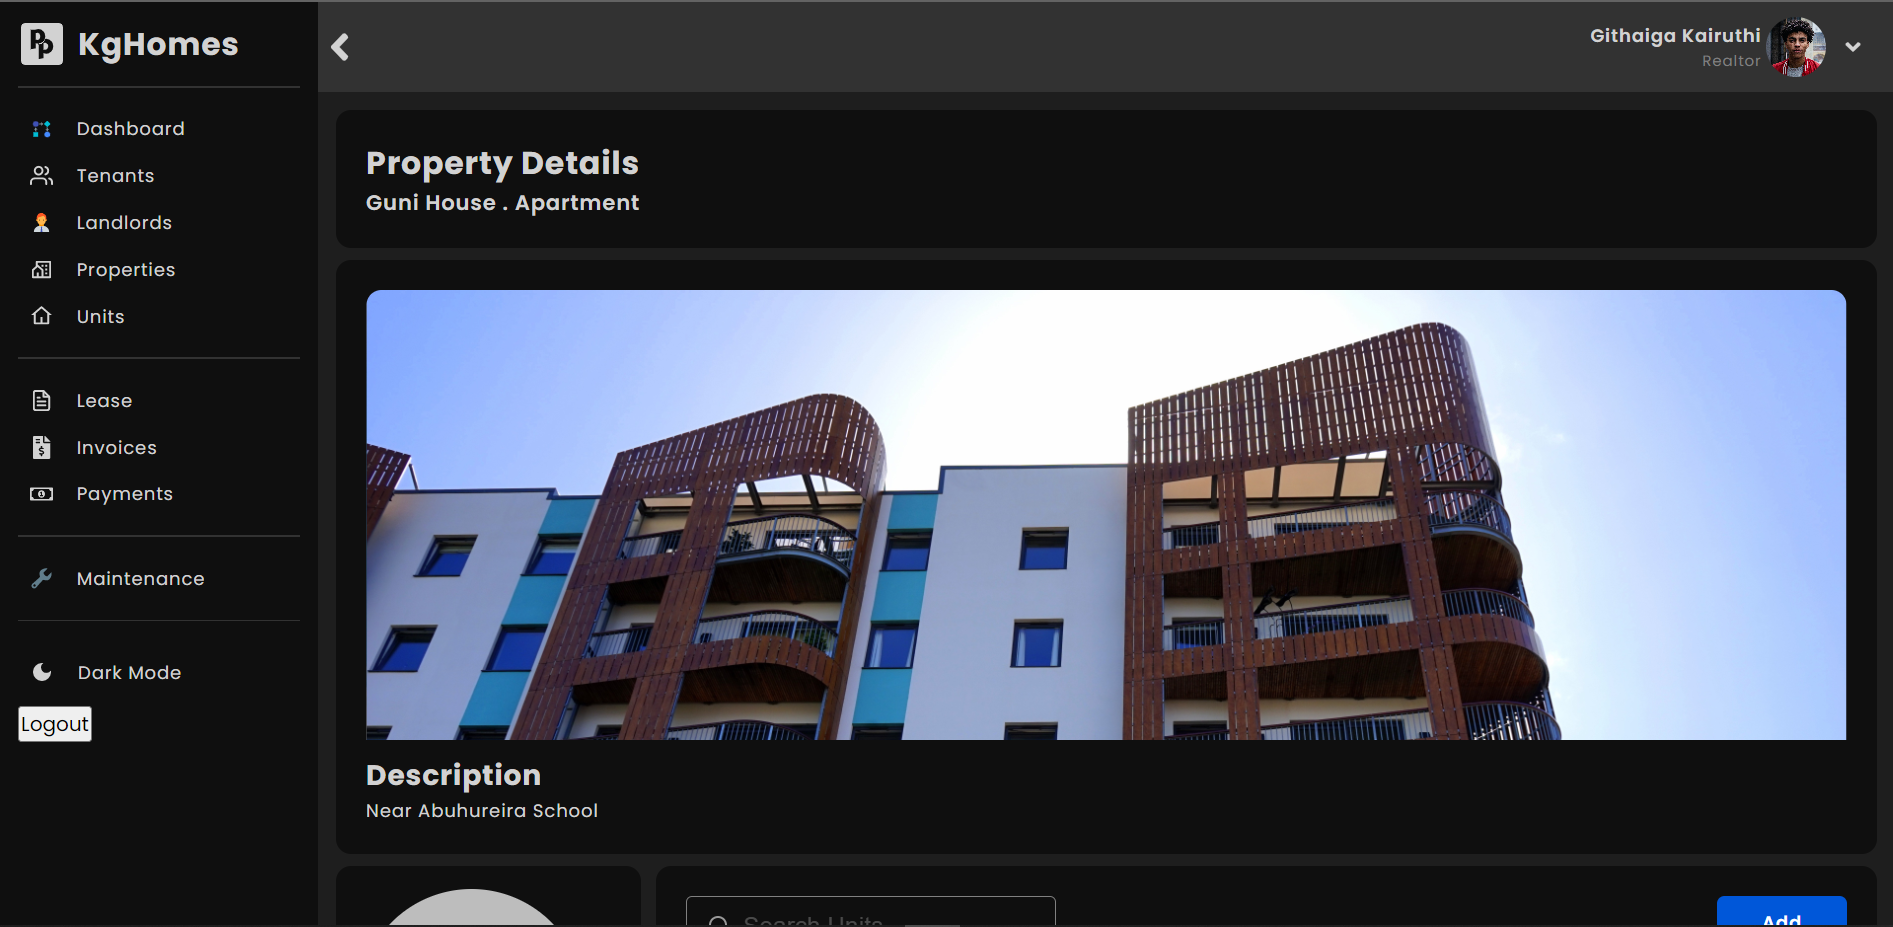 PP KgHomes
Githaiga Kairuthi
Realtor
Dashboard
Tenants
Landlords
Properties
Units
Lease
Invoices
Payments
Maintenance
Dark Mode
Logout
Property Details
Guni House . Apartment
Description
Near Abuhureira School
Search Units
Add